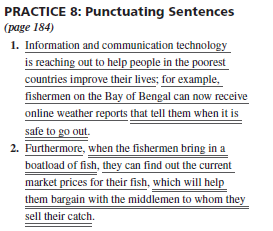 PRACTICE 8: Punctuating Sentences
(page 184)
1. Information and communication technology
is reaching out to help people in the poorest
countries improve their lives; for example,
fishermen on the Bay of Bengal can now receive
online weather reports that tell them when it is
safe to go out.
2. Furthermore, when the fishermen bring in a
boatload of fish, they can find out the current
market prices for their fish, which will help
them bargain with the middlemen to whom they
sell their catch.